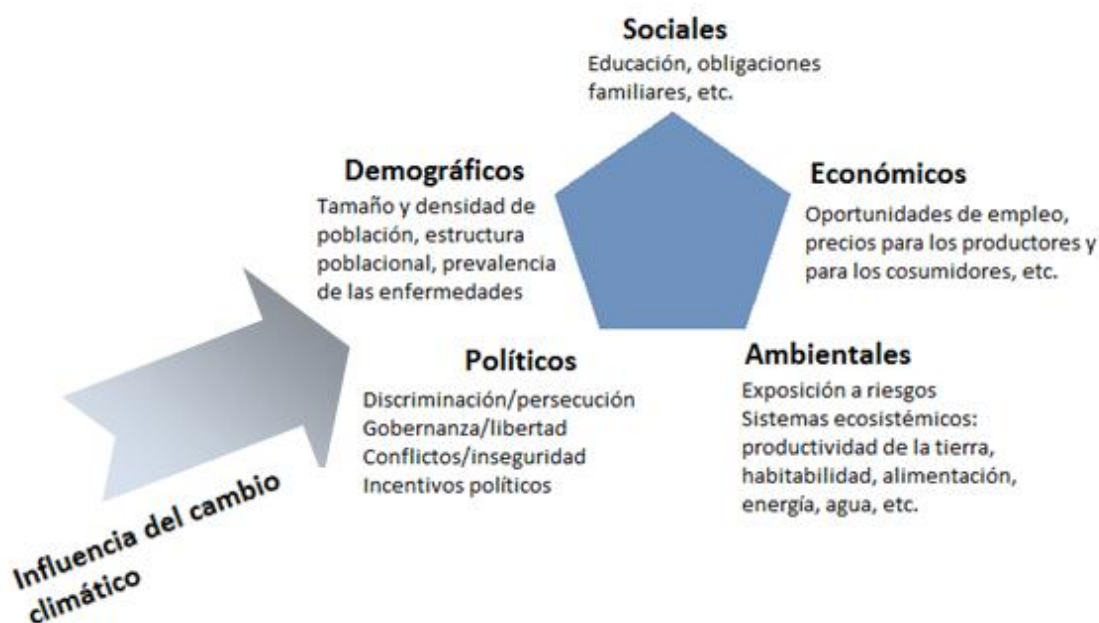 Sociales
Educación, obligaciones
familiares, etc.
Demográficos
Tamaño y densidad de
población, estructura
poblacional, prevalencia
de las enfermedades
Económicos
Oportunidades de empleo,
precios para los productores y
para los cosumidores, etc.
Políticos
Discriminación/persecución
Gobernanza/libertad
Conflictos/inseguridad
Incentivos políticos
Ambientales
Exposición a riesgos
Sistemas ecosistémicos:
productividad de la tierra,
habitabilidad, alimentación,
energía, agua, etc.
Influencia del cambio
climático